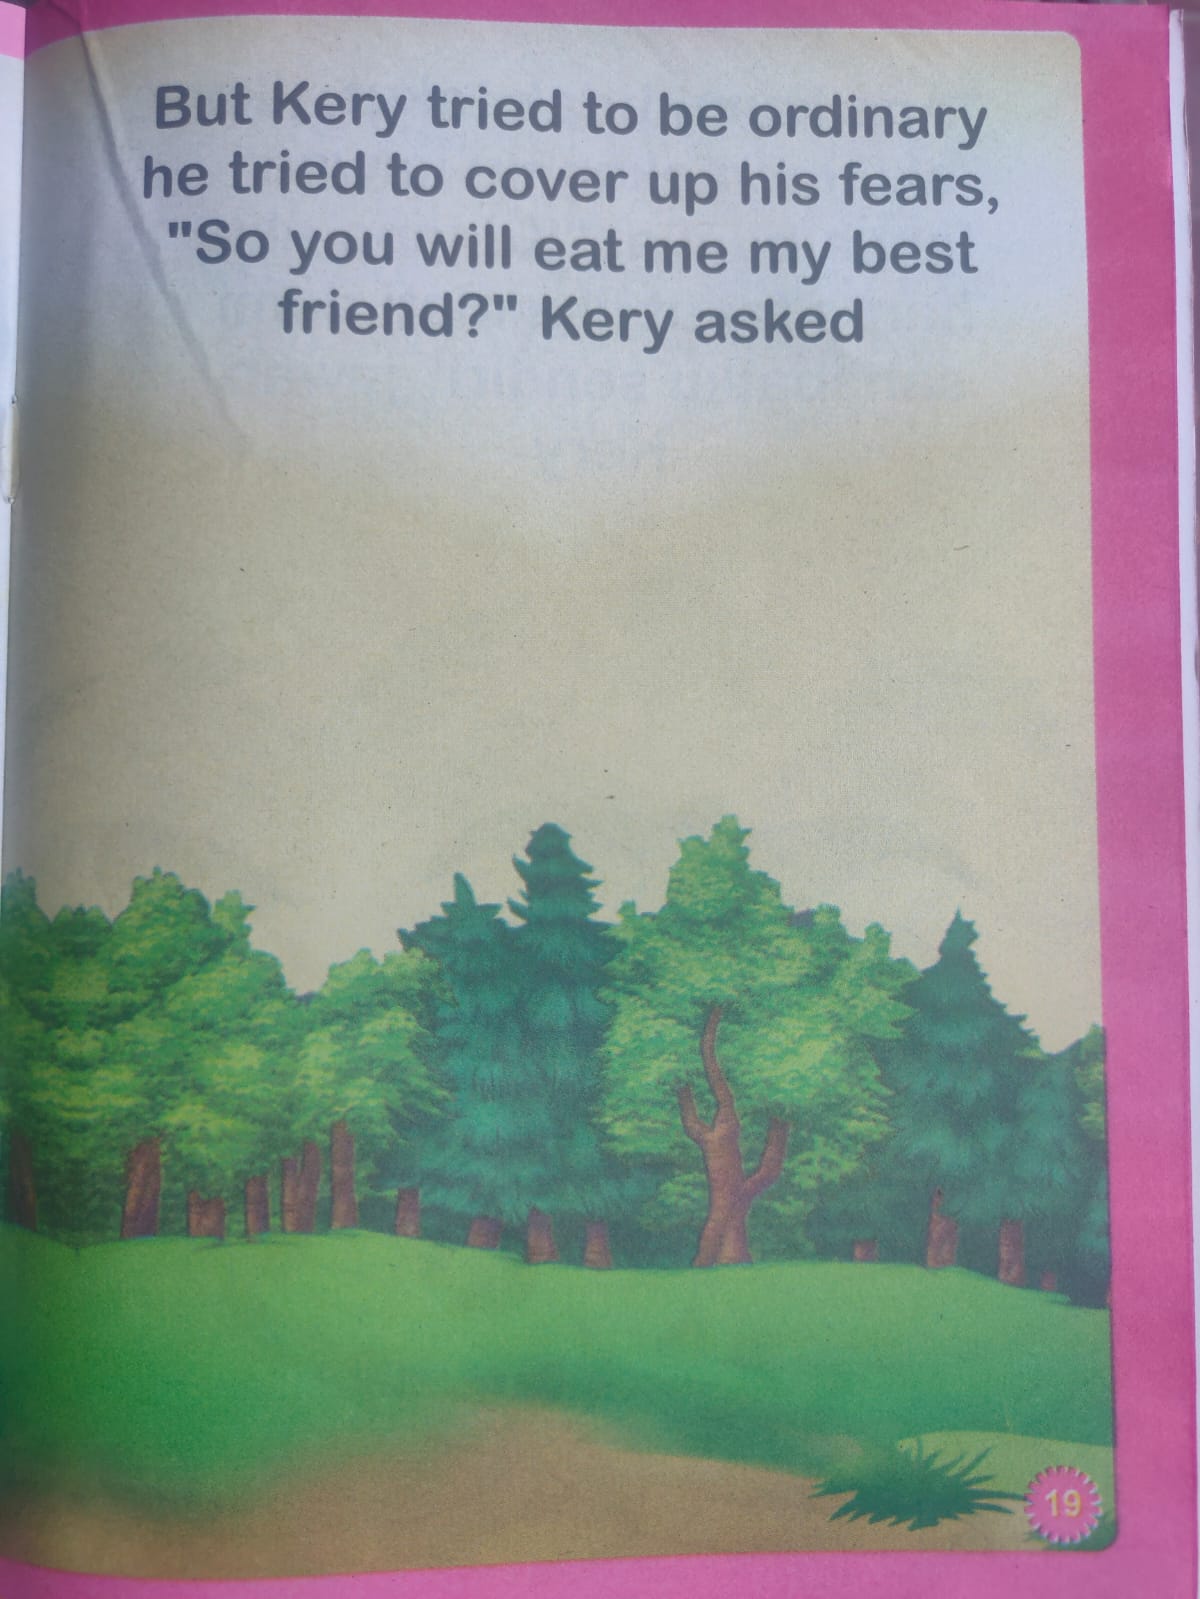 But Kery tried to be ordinary
he tried to cover up his fears,
"So you will eat me my best
friend?" Kery asked
19